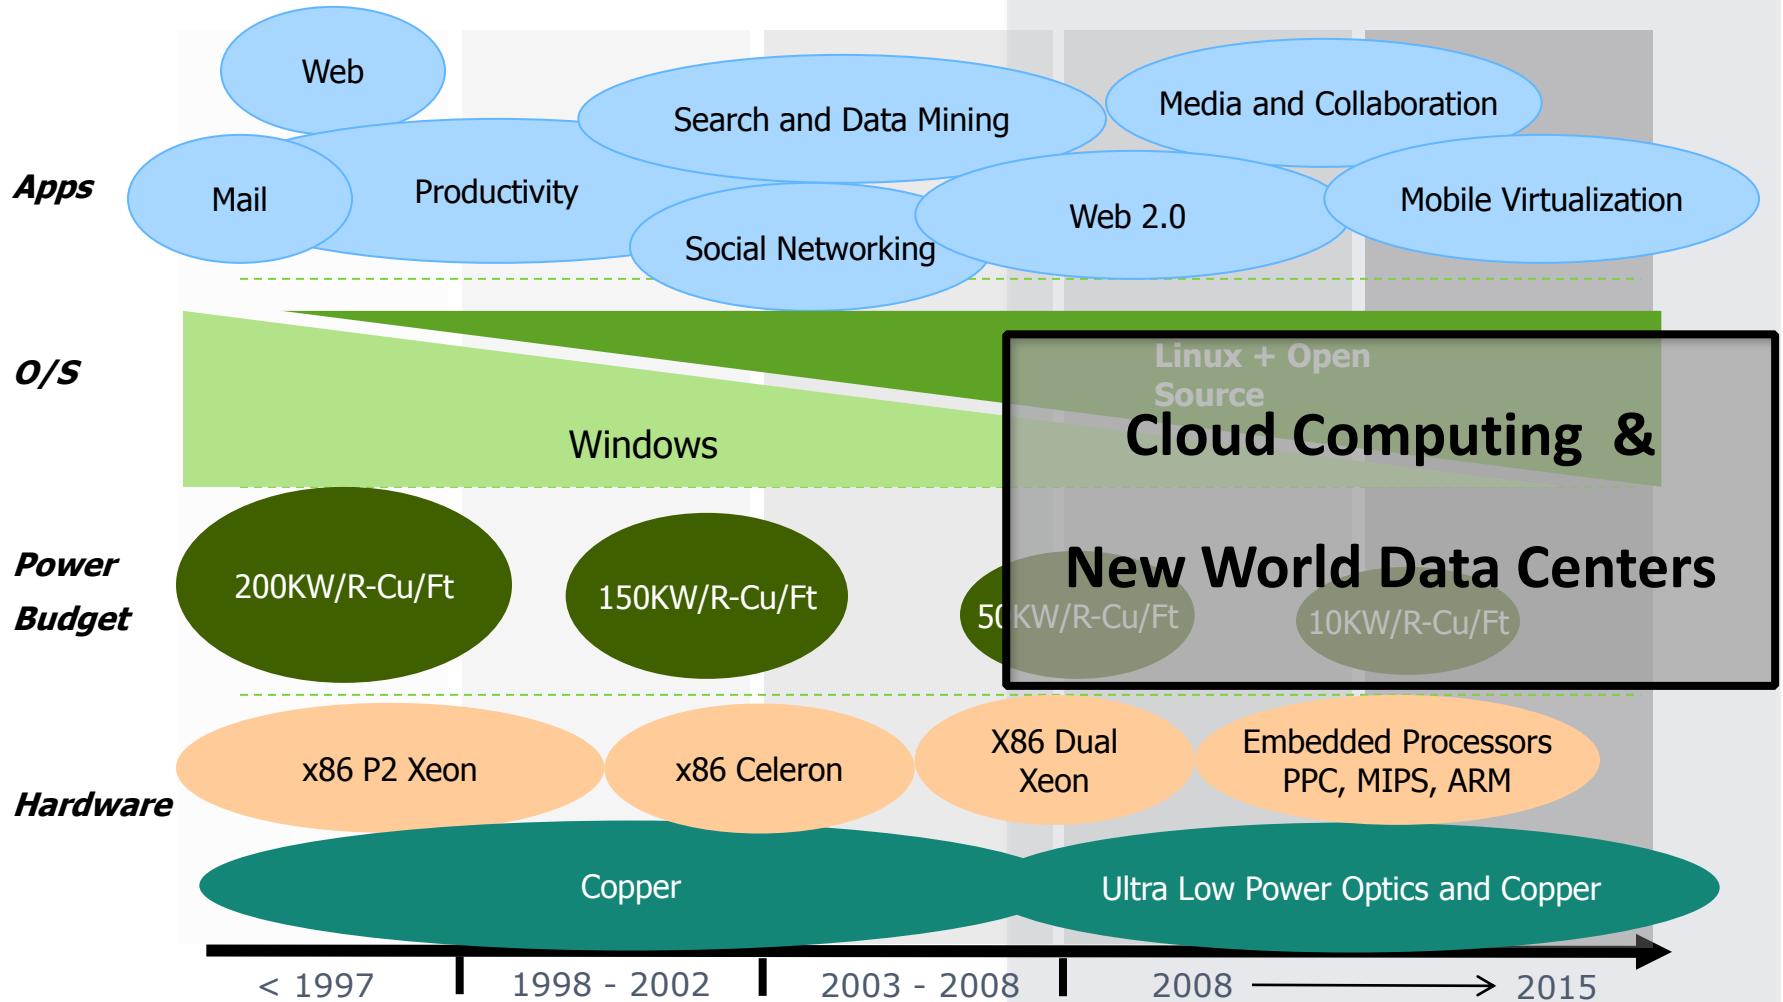 Web
Search and Data Mining
Media and Collaboration
Apps
Mail
Productivity
Social Networking
Web 2.0
Mobile Virtualization
O/S
Windows
Linux + Open
Source
Cloud Computing &
New World Data Centers
Power
Budget
200KW/R-Cu/Ft
150KW/R-Cu/Ft
50KW/R-Cu/Ft
10KW/R-Cu/Ft
Hardware
x86 P2 Xeon
x86 Celeron
X86 Dual
Xeon
Embedded Processors
PPC, MIPS, ARM
Copper
Ultra Low Power Optics and Copper
< 1997
1998 - 2002
2003 - 2008
2008
2015